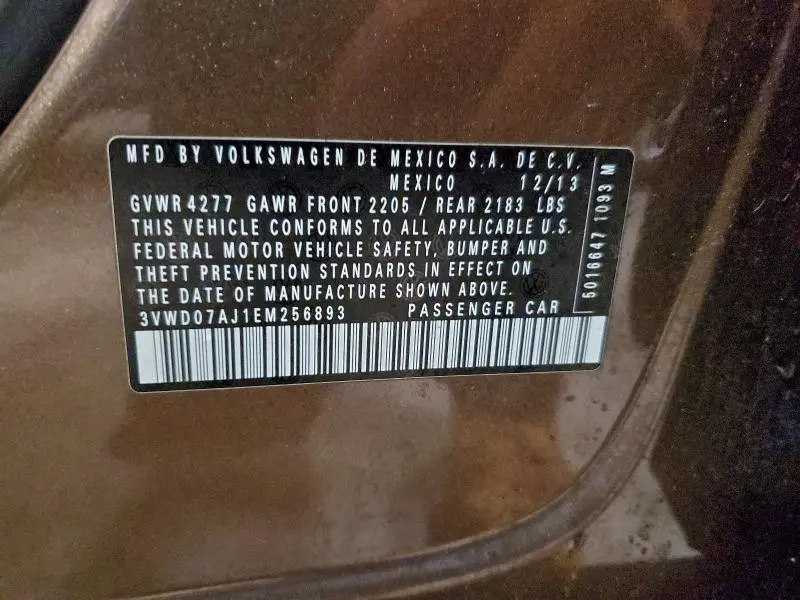 MFD BY VOLKSWAGEN DE MEXICO S.A. DE C.V.
MEXICO 12/13
GVWR 4277 GAWR FRONT 2205 / REAR 2183 LBS
THIS VEHICLE CONFORMS TO ALL APPLICABLE U.S.
FEDERAL MOTOR VEHICLE SAFETY, BUMPER AND
THEFT PREVENTION STANDARDS IN EFFECT ON
THE DATE OF MANUFACTURE SHOWN ABOVE.
3VWD07AJ1EM256893 PASSENGER CAR
5016647 1093 M